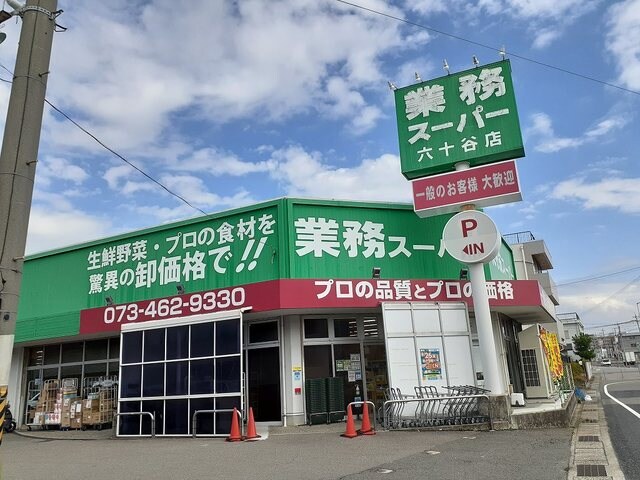 業務
スーパー
六十谷店
一般のお客様 大歓迎
P
IN
生鮮野菜・プロの食材を
驚異の卸価格で!!
業務スーパー
プロの品質とプロの価格
073-462-9330